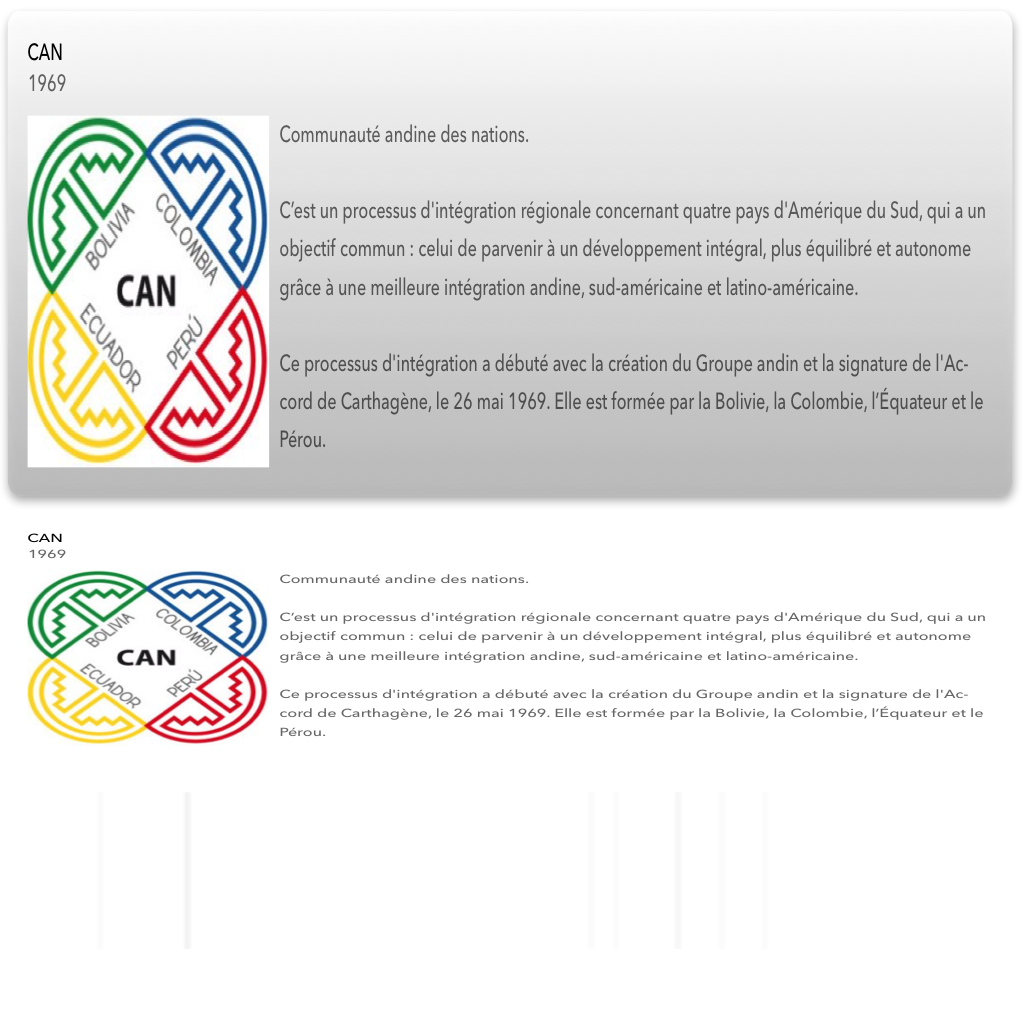 CAN
1969
Communauté andine des nations.
BOLIVIA
COLOMBIA
CAN
ECUADOR
PERÚ
C’est un processus d'intégration régionale concernant quatre pays d'Amérique du Sud, qui a un
objectif commun : celui de parvenir à un développement intégral, plus équilibré et autonome
grâce à une meilleure intégration andine, sud-américaine et latino-américaine.
Ce processus d'intégration a débuté avec la création du Groupe andin et la signature de l'Ac-
cord de Carthagène, le 26 mai 1969. Elle est formée par la Bolivie, la Colombie, l’Équateur et le
Pérou.
CAN
1969
Communauté andine des nations.
BOLIVIA
COLOMBIA
CAN
ECUADOR
PERÚ
C’est un processus d'intégration régionale concernant quatre pays d'Amérique du Sud, qui a un
objectif commun : celui de parvenir à un développement intégral, plus équilibré et autonome
grâce à une meilleure intégration andine, sud-américaine et latino-américaine.
Ce processus d'intégration a débuté avec la création du Groupe andin et la signature de l'Ac-
cord de Carthagène, le 26 mai 1969. Elle est formée par la Bolivie, la Colombie, l’Équateur et le
Pérou.